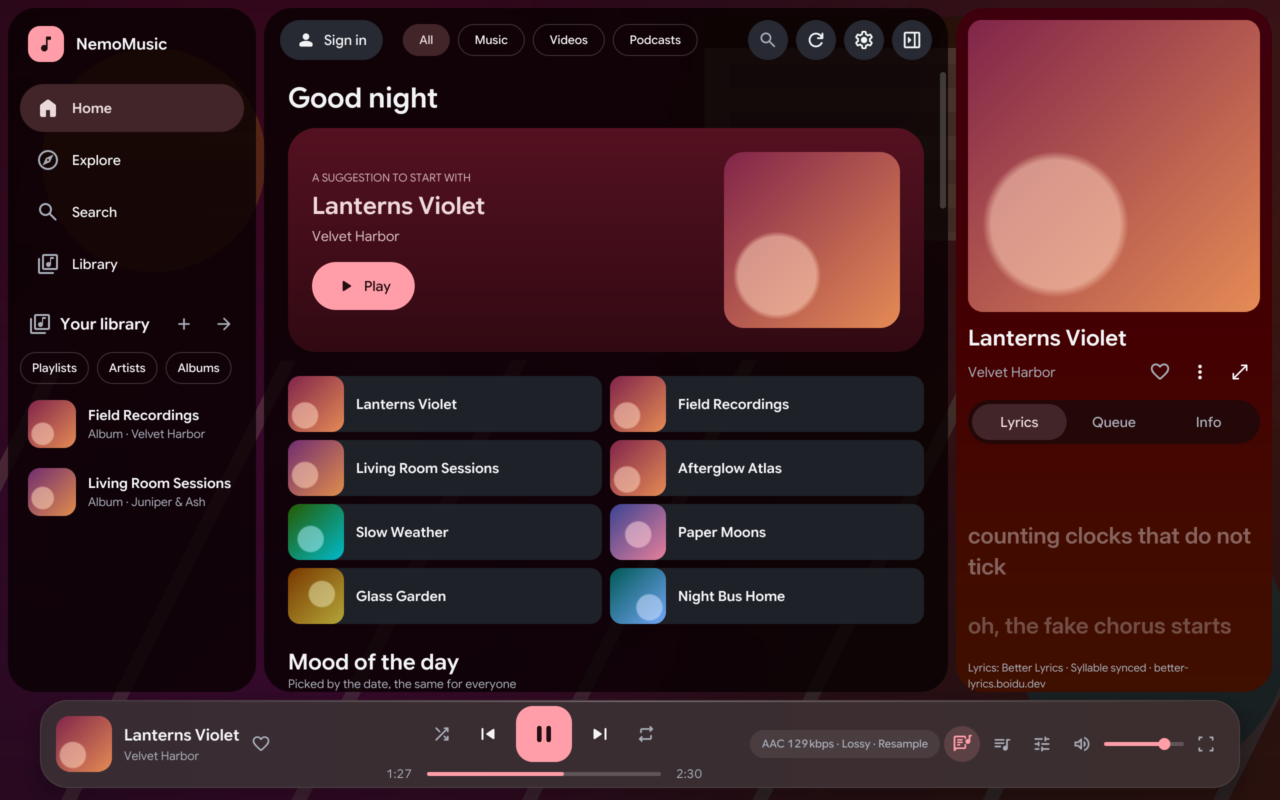 NemoMusic
Home
Explore
Search
Library
Your library
Playlists
Artists
Albums
Field Recordings
Album · Velvet Harbor
Living Room Sessions
Album · Juniper & Ash
Sign in
All
Music
Videos
Podcasts
Good night
A SUGGESTION TO START WITH
Lanterns Violet
Velvet Harbor
Play
Lanterns Violet
Field Recordings
Living Room Sessions
Afterglow Atlas
Slow Weather
Paper Moons
Glass Garden
Night Bus Home
Mood of the day
Picked by the date, the same for everyone
Lanterns Violet
Velvet Harbor
Lyrics
Queue
Info
counting clocks that do not
tick
oh, the fake chorus starts
Lyrics: Better Lyrics · Syllable synced · better-
lyrics.boidu.dev
Lanterns Violet
Velvet Harbor
1:27
2:30
AAC 129 kbps · Lossy · Resample